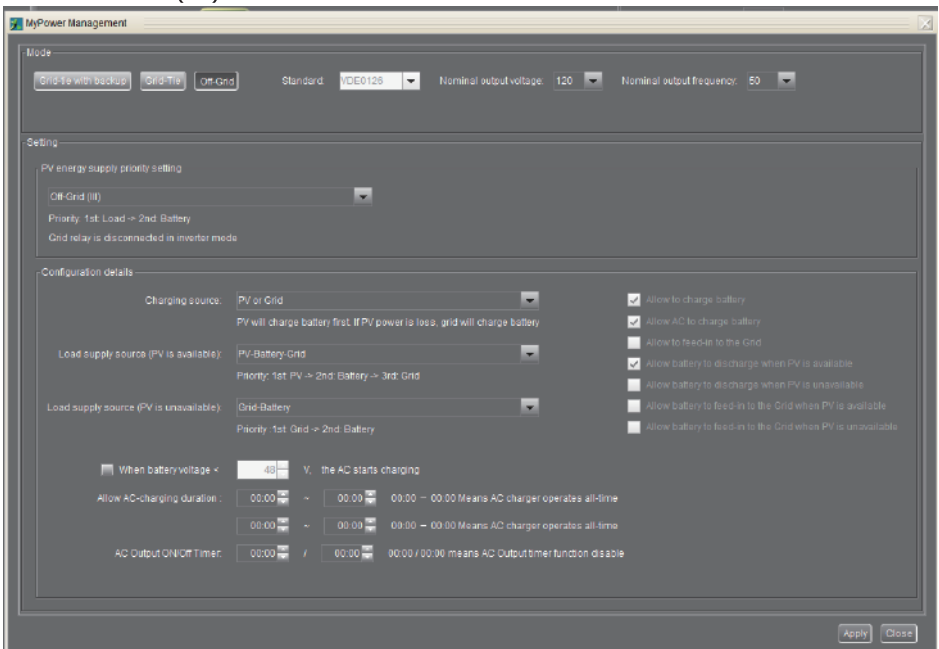 MyPower Management
Mode
Grid-tie with backup Grid-Tie Off-Grid Standard: VDE0126 Nominal output voltage: 120 Nominal output frequency: 50
Setting
PV energy supply priority setting
Off-Grid (III)
Priority: 1st: Load -> 2nd: Battery
Grid relay is disconnected in inverter mode
Configuration details
Charging source: PV or Grid Allow to charge battery
PV will charge battery first. If PV power is loss, grid will charge battery Allow AC to charge battery
Allow to feed-in to the Grid
Load supply source (PV is available): PV-Battery-Grid Allow battery to discharge when PV is available
Priority: 1st: PV -> 2nd: Battery -> 3rd: Grid
Allow battery to discharge when PV is unavailable
Load supply source (PV is unavailable): Grid-Battery Allow battery to feed-in to the Grid when PV is available
Priority: 1st: Grid -> 2nd: Battery Allow battery to feed-in to the Grid when PV is unavailable
When battery voltage < 48 V, the AC starts charging
Allow AC-charging duration : 00:00 ~ 00:00 00:00 – 00:00 Means AC charger operates all-time
00:00 ~ 00:00 00:00 – 00:00 Means AC charger operates all-time
AC Output ON/Off Timer: 00:00 / 00:00 00:00 / 00:00 means AC Output timer function disable
Apply Close